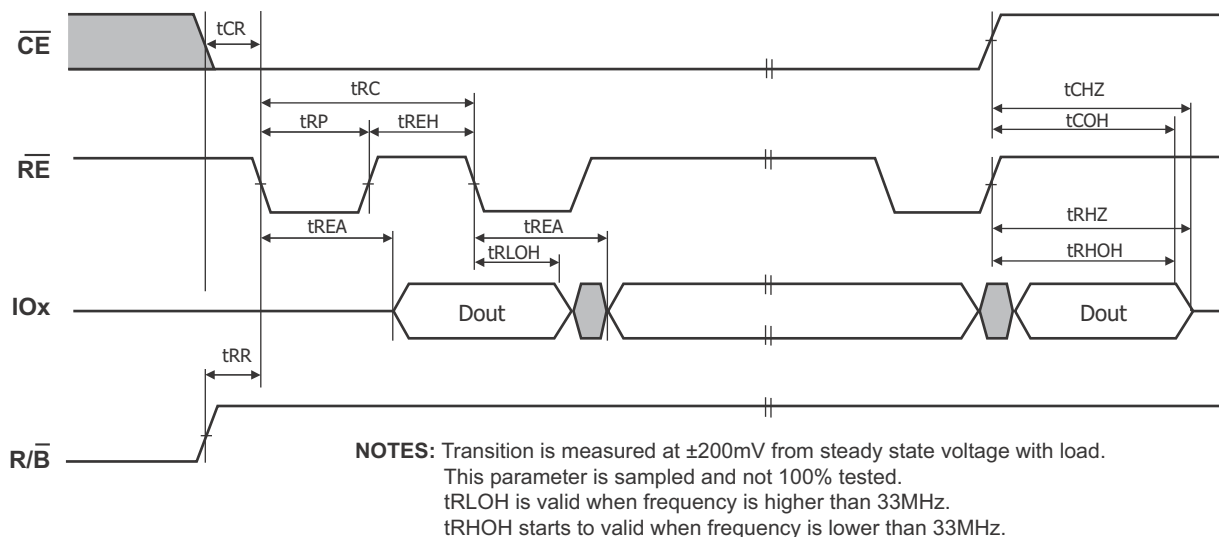 C̅E̅
tCR
tRC
tCHZ
tRP
tREH
tCOH
R̅E̅
tREA
tREA
tRHZ
tRLOH
tRHOH
IOx
Dout
Dout
tRR
R/B̅
NOTES: Transition is measured at ±200mV from steady state voltage with load.
This parameter is sampled and not 100% tested.
tRLOH is valid when frequency is higher than 33MHz.
tRHOH starts to valid when frequency is lower than 33MHz.